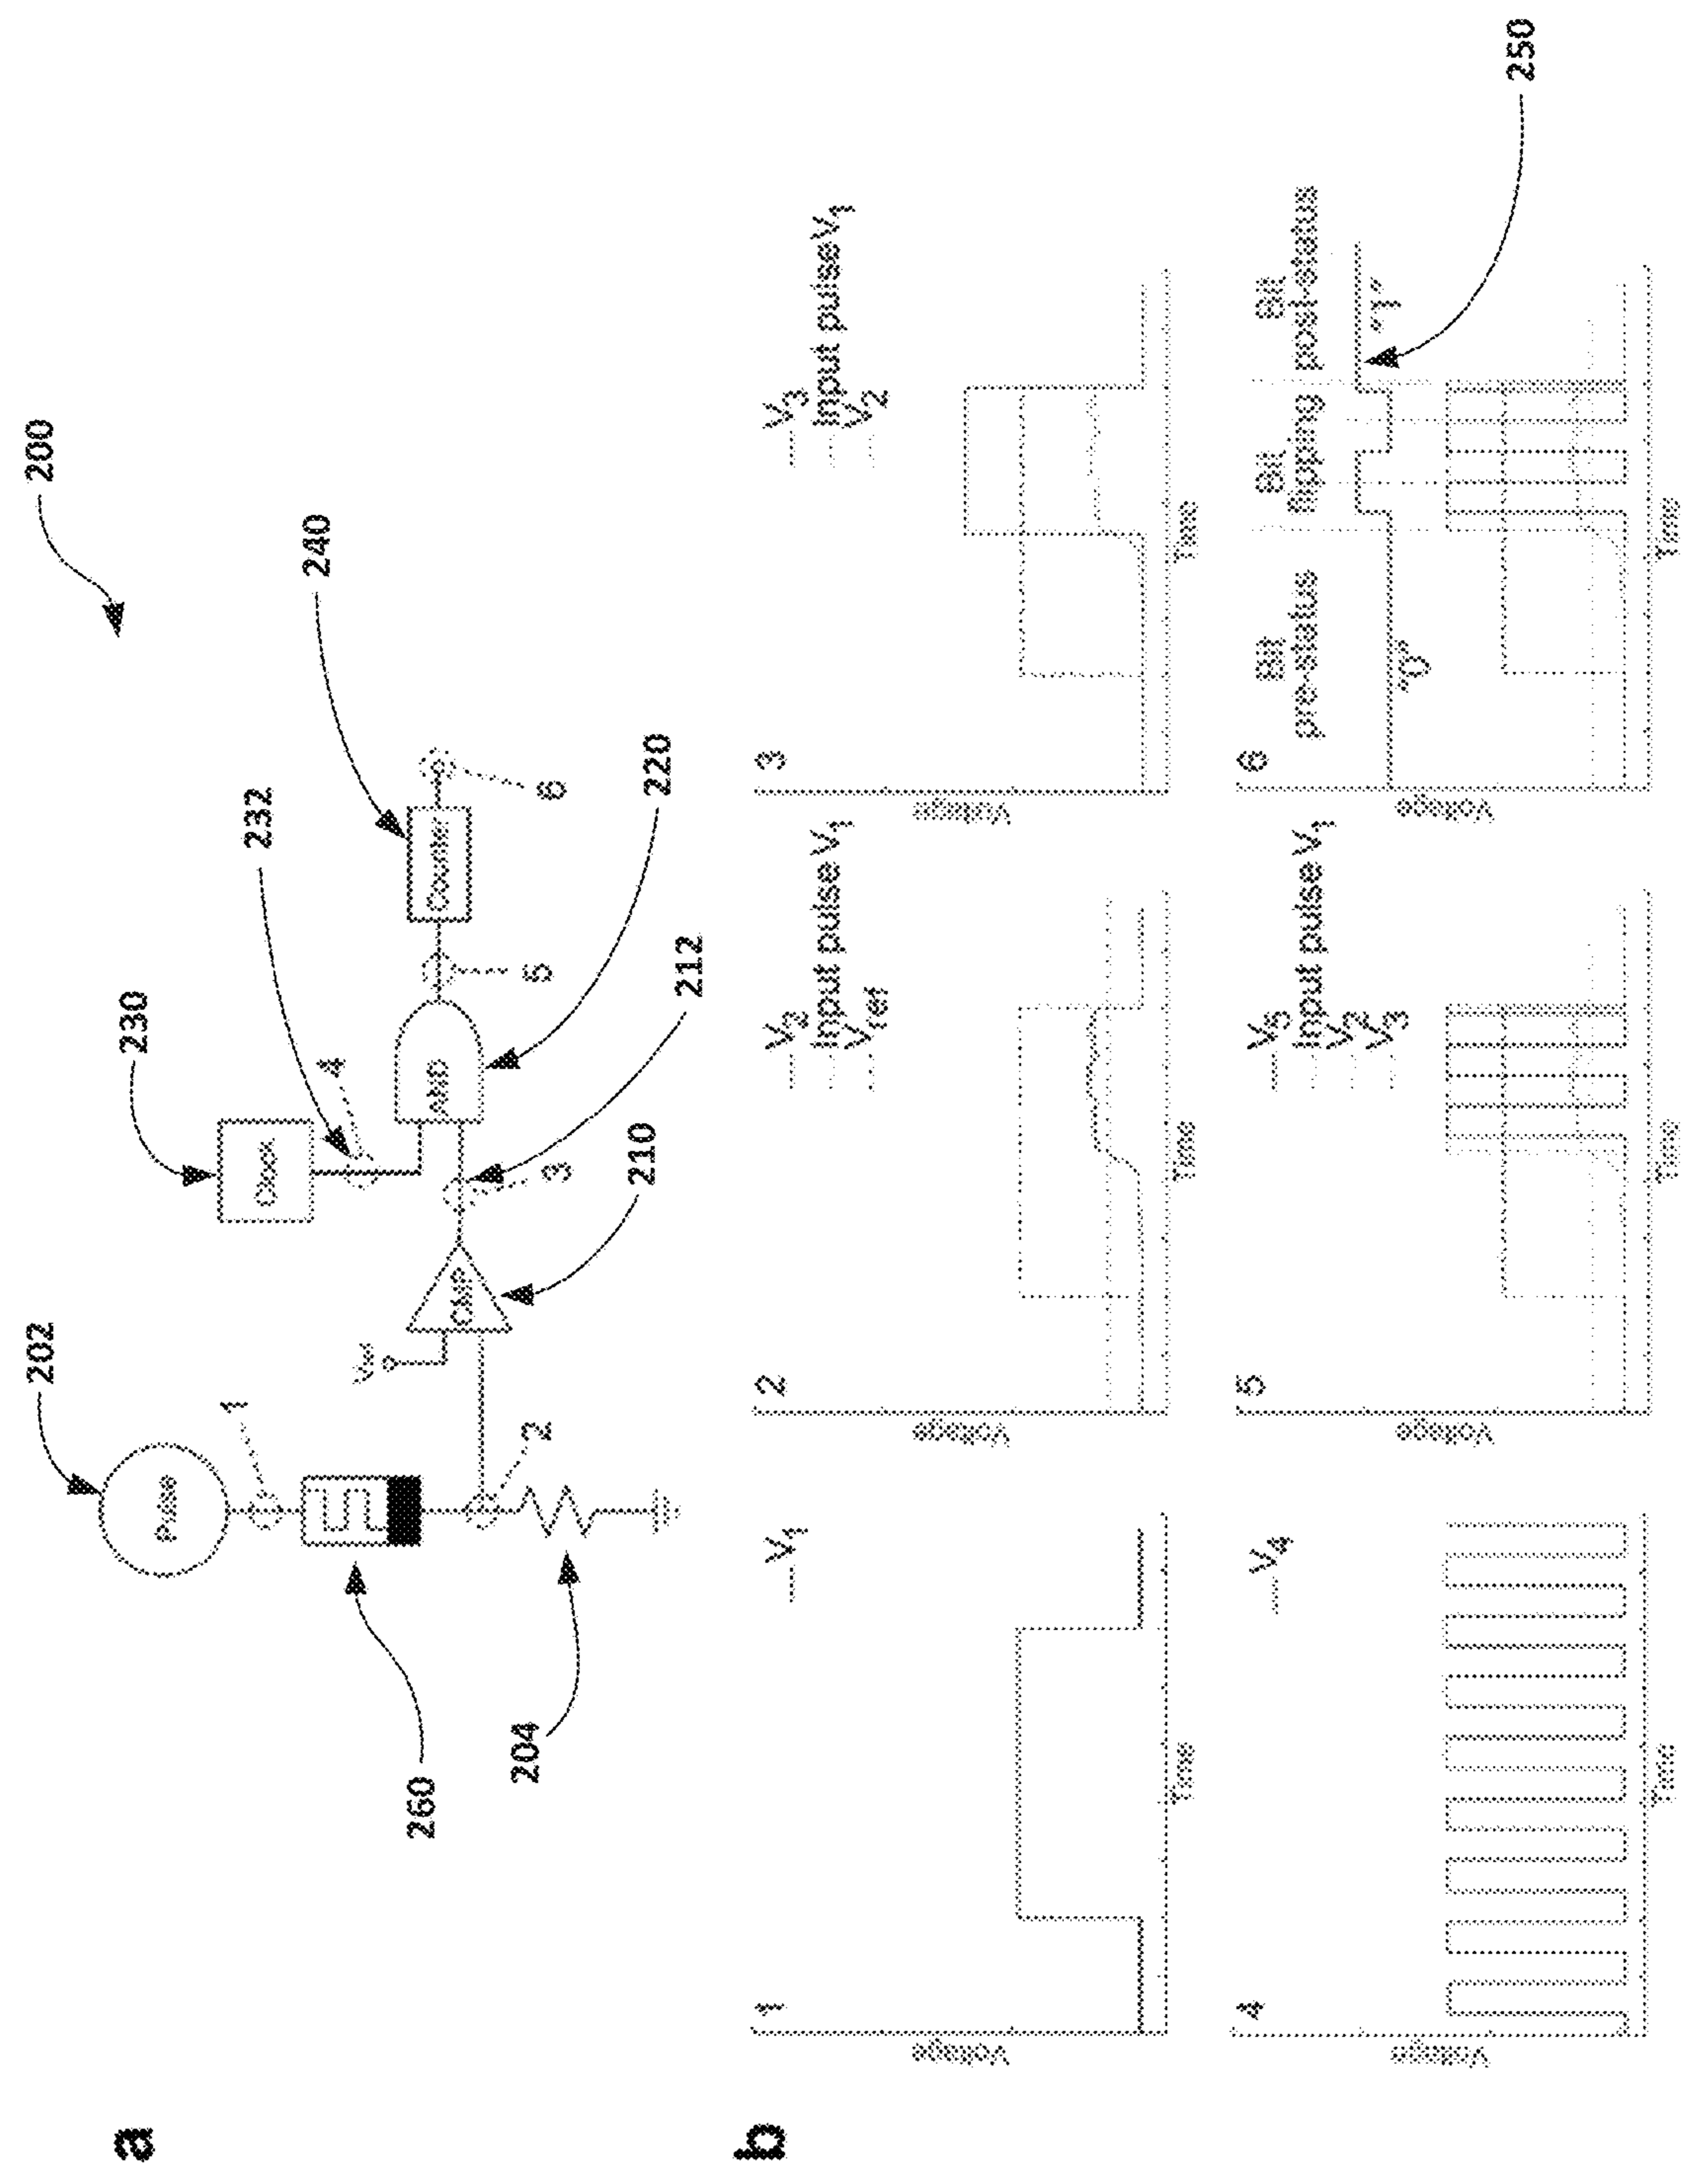 a
200
202
Pulse
1
260
2
204
V_ref
CMP
210
3
212
230
Clock
4
232
AND
220
5
240
Counter
6
b
1
V₁
Voltage
Time
2
V₂
Input pulse V₁
V_ref
Voltage
Time
3
V₃
Input pulse V₁
V₂
Voltage
Time
4
V₄
Voltage
Time
5
V₅
Input pulse V₁
V₂
V₃
Voltage
Time
6
Bit
pre-status
Bit
flipping
Bit
post-status
"0"
"1"
250
Voltage
Time